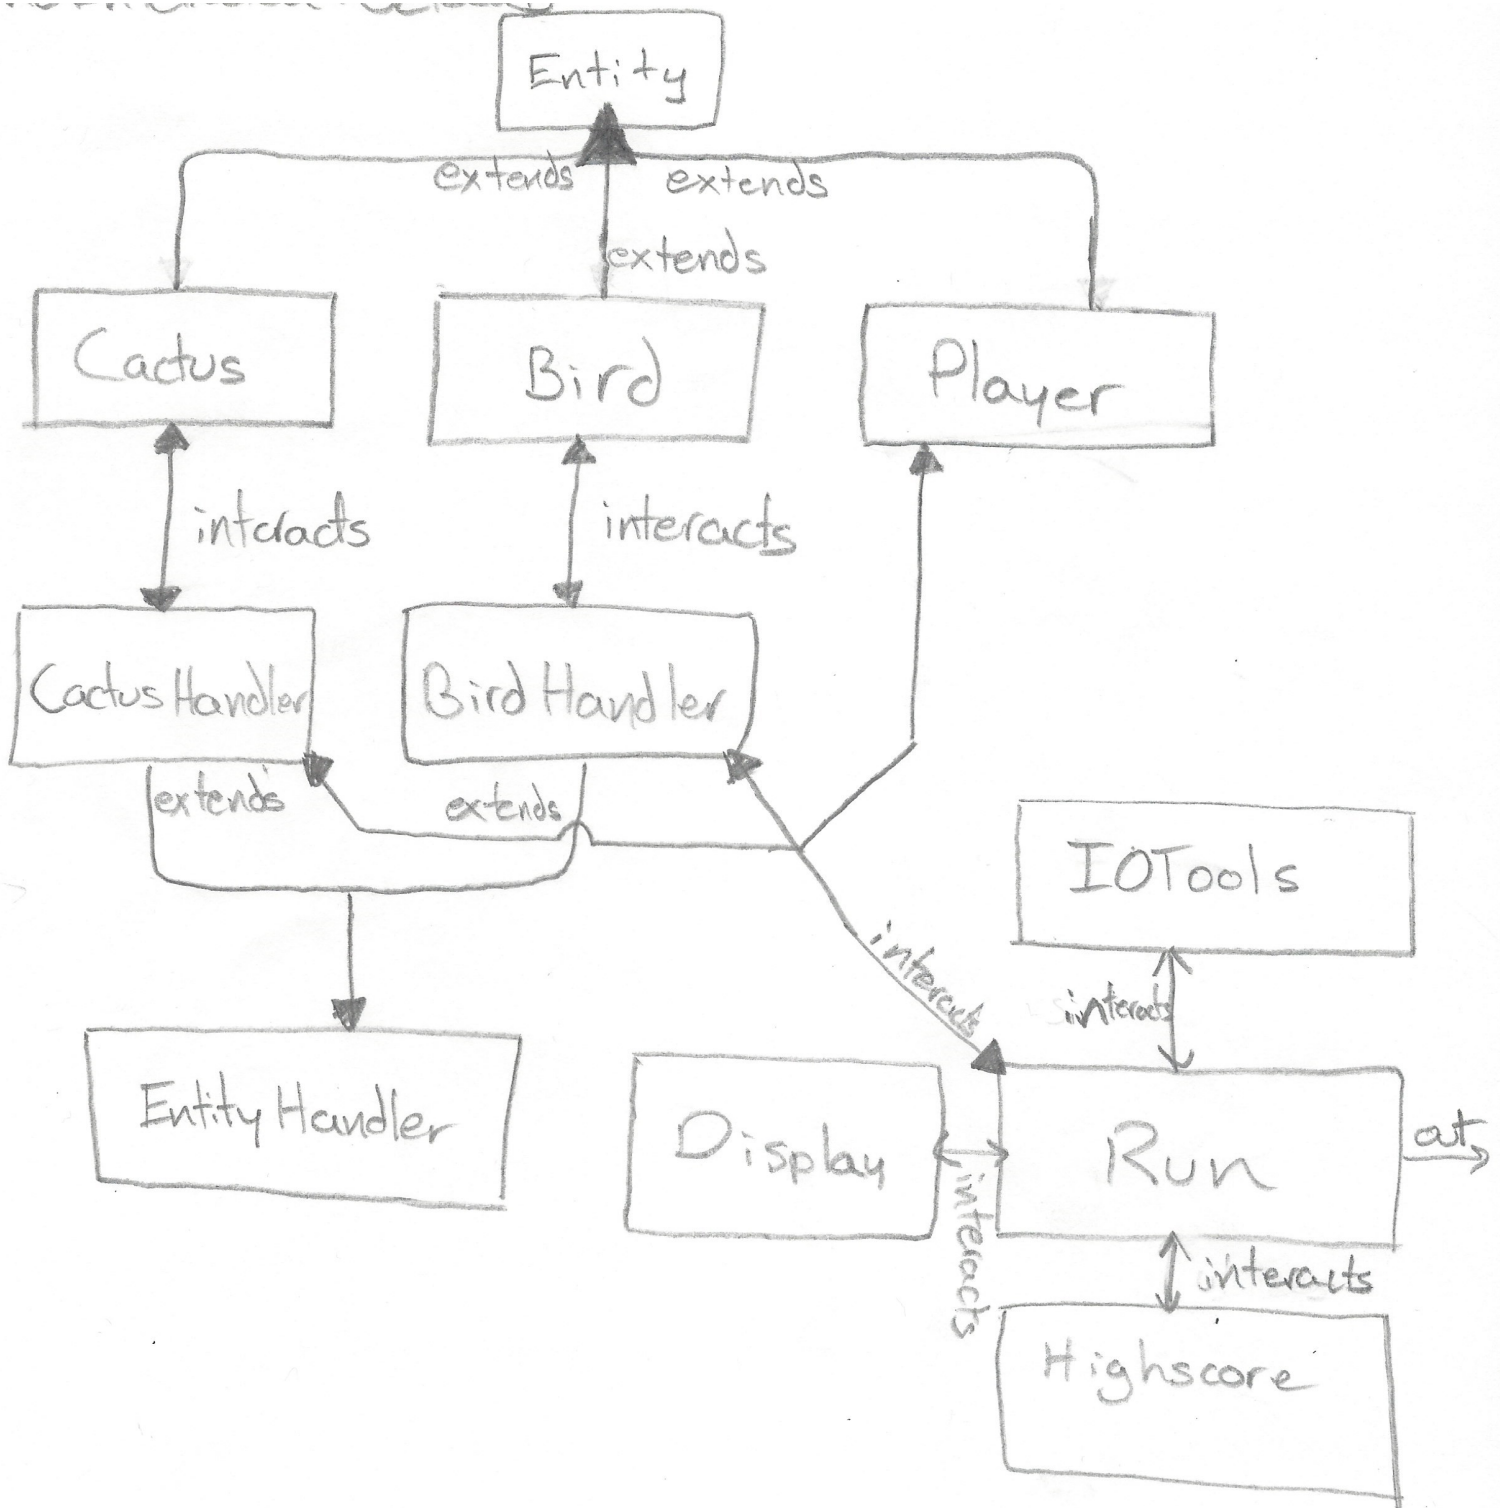 Entity
extends extends
extends
Cactus Bird Player
interacts interacts
Cactus Handler Bird Handler
extends extends
IOTools
interacts
interacts
Entity Handler
Display
Run
out
interacts
interacts
Highscore